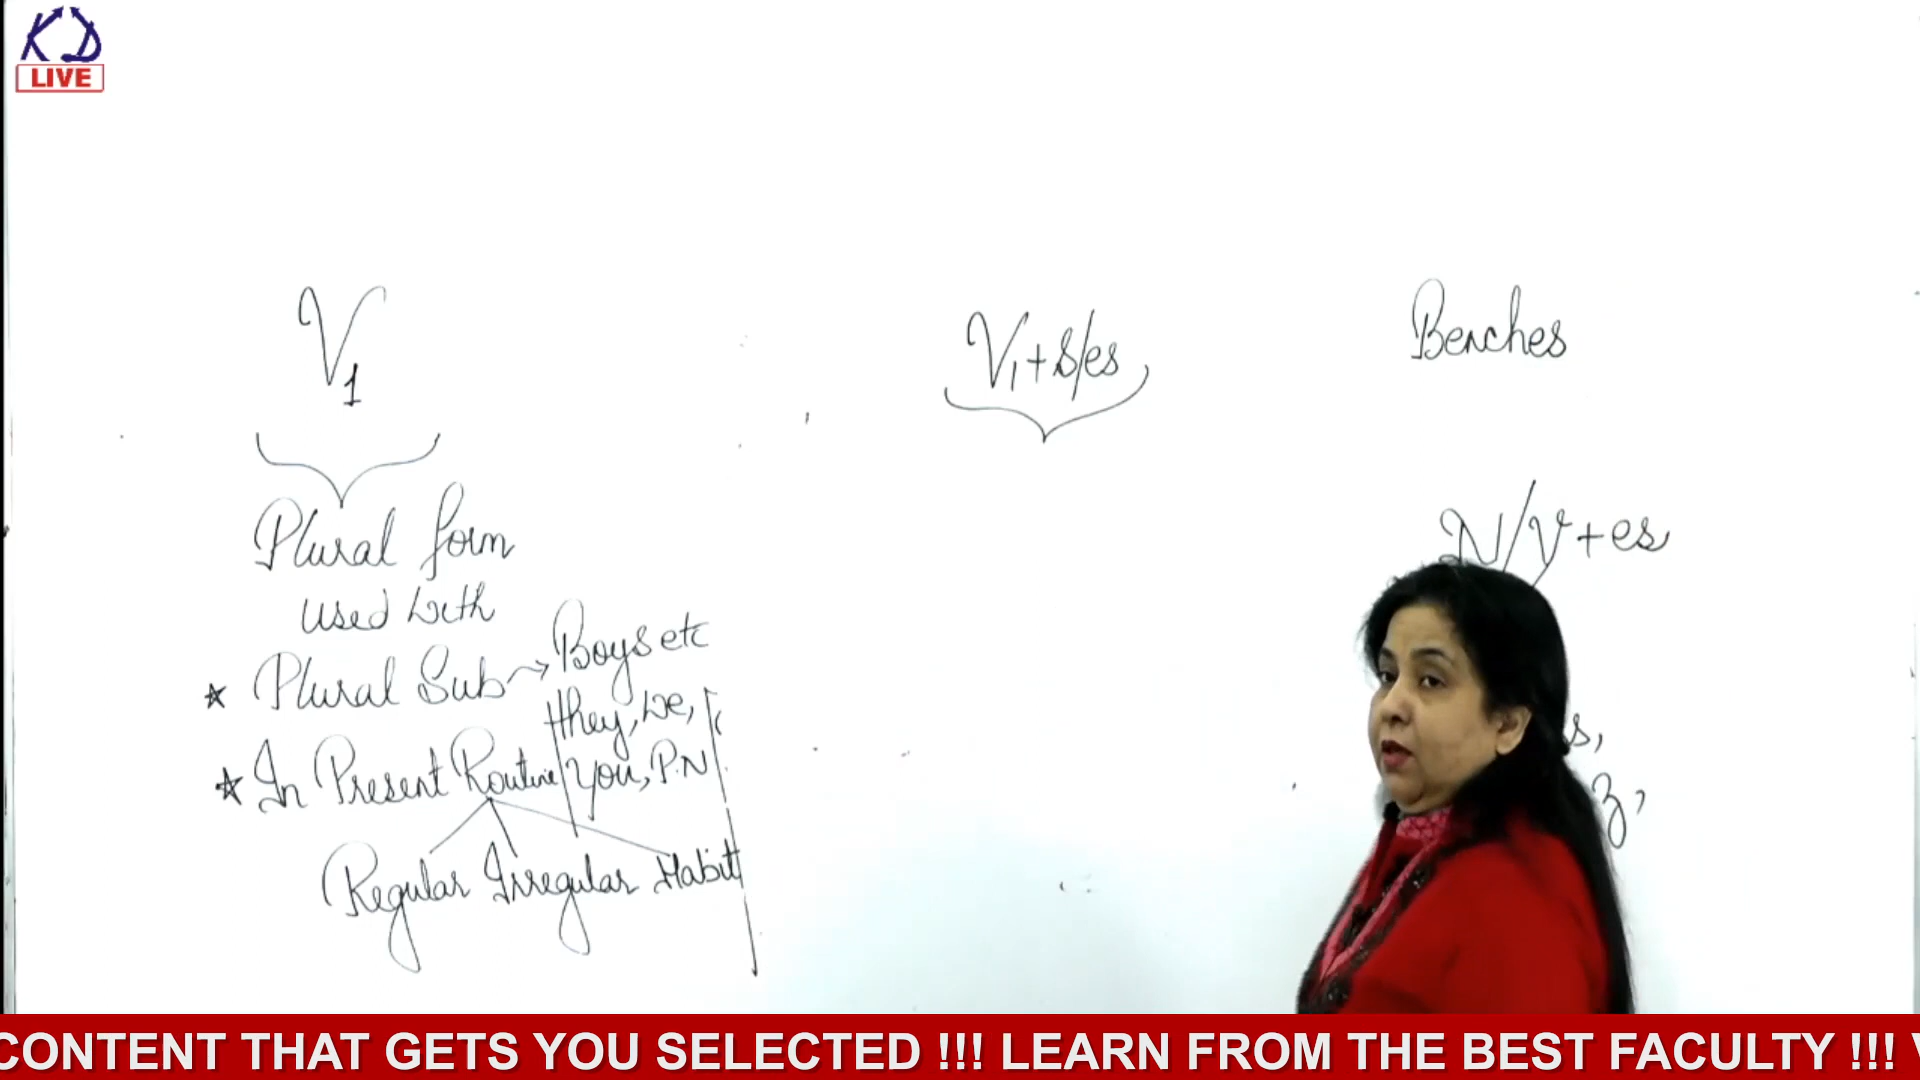 KD
LIVE
V1
V1+s/es
Benches
Plural form
used with
Plural Sub → Boys etc
they, we,
You, P.N
In Present Routine
Regular Irregular Habit
N/V+es
s,
z,
CONTENT THAT GETS YOU SELECTED !!! LEARN FROM THE BEST FACULTY !!!